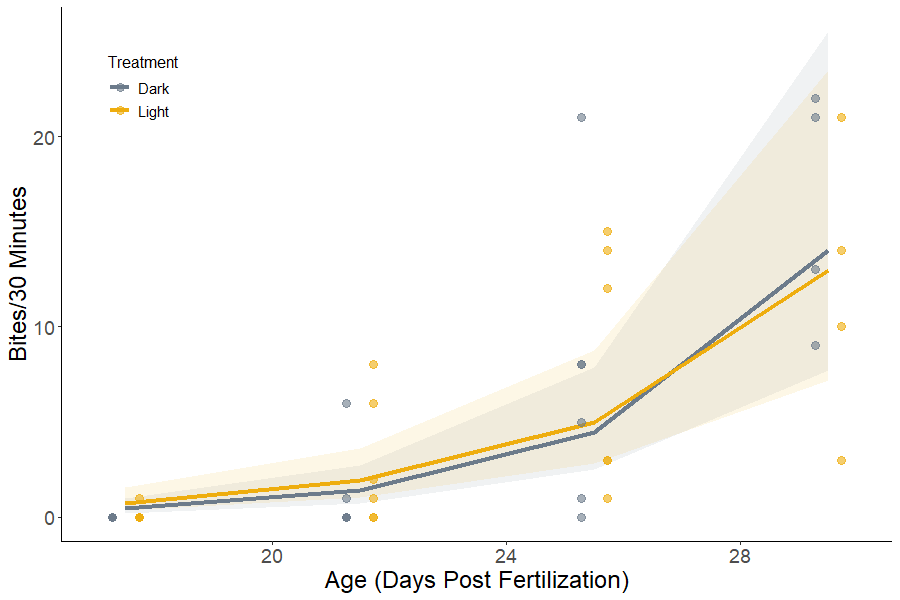 Treatment
Dark
Light
20
10
0
Bites/30 Minutes
20 24 28
Age (Days Post Fertilization)